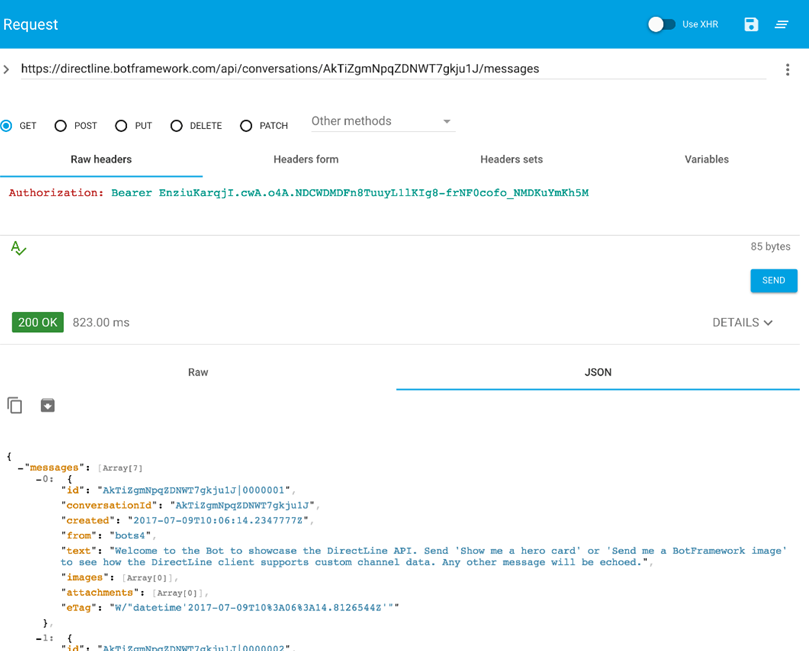 Request
Use XHR
https://directline.botframework.com/api/conversations/AkTiZgmNpqZDNWT7gkju1J/messages
GET POST PUT DELETE PATCH Other methods
Raw headers Headers form Headers sets Variables
Authorization: Bearer EnziuKarqjI.cwA.o4A.NDCWDMDFn8TuuyL1lKIg8-frNF0cofo_NMDKuYmKh5M
85 bytes
SEND
200 OK 823.00 ms DETAILS
Raw JSON
{
"messages": [Array[7]
0: {
"id": "AkTiZgmNpqZDNWT7gkju1J|0000001",
"conversationId": "AkTiZgmNpqZDNWT7gkju1J",
"created": "2017-07-09T10:06:14.2347777Z",
"from": "bots4",
"text": "Welcome to the Bot to showcase the DirectLine API. Send 'Show me a hero card' or 'Send me a BotFramework image'
to see how the DirectLine client supports custom channel data. Any other message will be echoed.",
"images": [Array[0]],
"attachments": [Array[0]],
"eTag": "W/"datetime'2017-07-09T10%3A06%3A14.8126544Z'""
},
1: {
"id": "AkTiZgmNpqZDNWT7gkju1J|0000002",